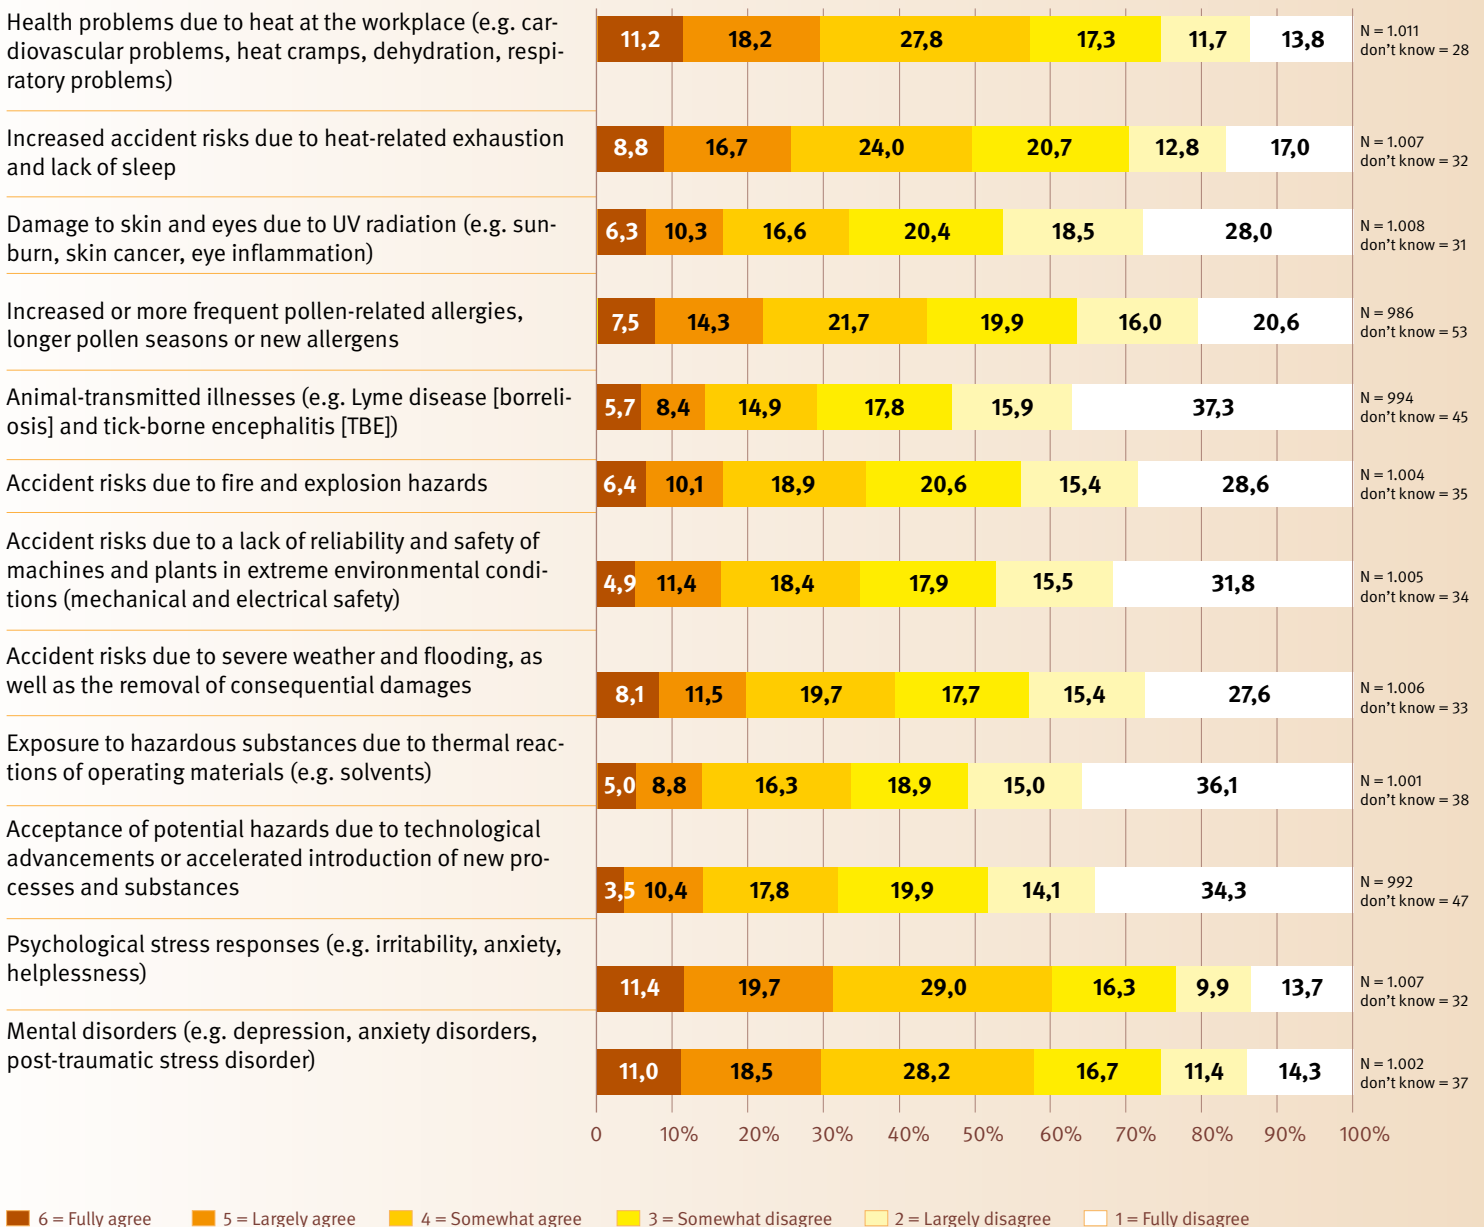 Health problems due to heat at the workplace (e.g. car-
diovascular problems, heat cramps, dehydration, respi-
ratory problems)
11,2 18,2 27,8 17,3 11,7 13,8
N = 1.011
don't know = 28
Increased accident risks due to heat-related exhaustion
and lack of sleep
8,8 16,7 24,0 20,7 12,8 17,0
N = 1.007
don't know = 32
Damage to skin and eyes due to UV radiation (e.g. sun-
burn, skin cancer, eye inflammation)
6,3 10,3 16,6 20,4 18,5 28,0
N = 1.008
don't know = 31
Increased or more frequent pollen-related allergies,
longer pollen seasons or new allergens
7,5 14,3 21,7 19,9 16,0 20,6
N = 986
don't know = 53
Animal-transmitted illnesses (e.g. Lyme disease [borreli-
osis] and tick-borne encephalitis [TBE])
5,7 8,4 14,9 17,8 15,9 37,3
N = 994
don't know = 45
Accident risks due to fire and explosion hazards
6,4 10,1 18,9 20,6 15,4 28,6
N = 1.004
don't know = 35
Accident risks due to a lack of reliability and safety of
machines and plants in extreme environmental condi-
tions (mechanical and electrical safety)
4,9 11,4 18,4 17,9 15,5 31,8
N = 1.005
don't know = 34
Accident risks due to severe weather and flooding, as
well as the removal of consequential damages
8,1 11,5 19,7 17,7 15,4 27,6
N = 1.006
don't know = 33
Exposure to hazardous substances due to thermal reac-
tions of operating materials (e.g. solvents)
5,0 8,8 16,3 18,9 15,0 36,1
N = 1.001
don't know = 38
Acceptance of potential hazards due to technological
advancements or accelerated introduction of new pro-
cesses and substances
3,5 10,4 17,8 19,9 14,1 34,3
N = 992
don't know = 47
Psychological stress responses (e.g. irritability, anxiety,
helplessness)
11,4 19,7 29,0 16,3 9,9 13,7
N = 1.007
don't know = 32
Mental disorders (e.g. depression, anxiety disorders,
post-traumatic stress disorder)
11,0 18,5 28,2 16,7 11,4 14,3
N = 1.002
don't know = 37
0 10% 20% 30% 40% 50% 60% 70% 80% 90% 100%
6 = Fully agree 5 = Largely agree 4 = Somewhat agree 3 = Somewhat disagree 2 = Largely disagree 1 = Fully disagree